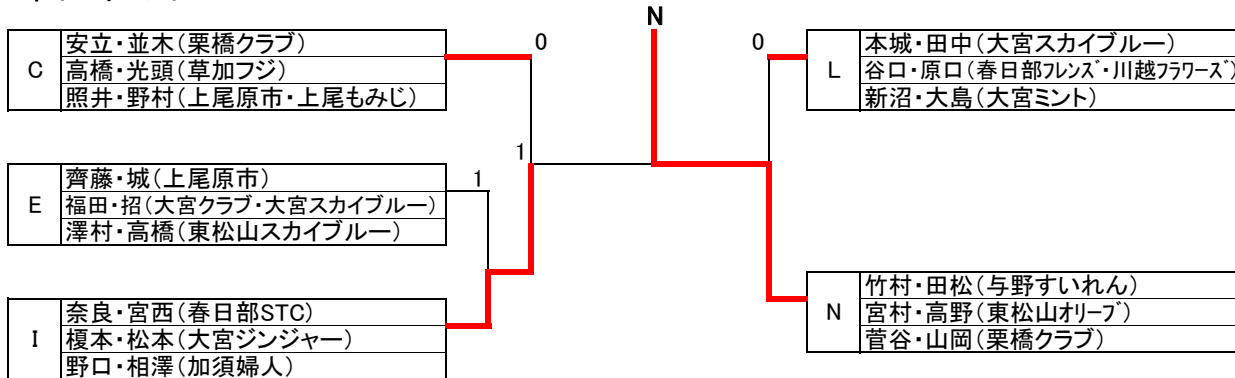 N
C
安立・並木(栗橋クラブ)
高橋・光頭(草加フジ)
照井・野村(上尾原市・上尾もみじ)
0
0
L
本城・田中(大宮スカイブルー)
谷口・原口(春日部フレンズ・川越フラワーズ)
新沼・大島(大宮ミント)
1
E
齊藤・城(上尾原市)
福田・招(大宮クラブ・大宮スカイブルー)
澤村・高橋(東松山スカイブルー)
1
I
奈良・宮西(春日部STC)
榎本・松本(大宮ジンジャー)
野口・相澤(加須婦人)
N
竹村・田松(与野すいれん)
宮村・高野(東松山オリーブ)
菅谷・山岡(栗橋クラブ)